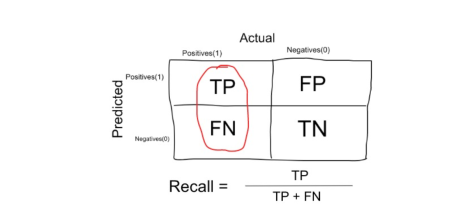 Actual
Positives(1) Negatives(0)
Predicted
Positives(1) TP FP
Negatives(0) FN TN
Recall = TP
TP + FN